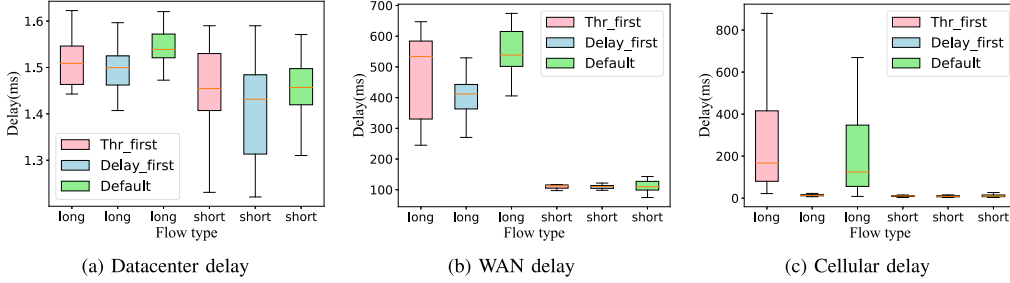 Delay(ms)
1.6
1.5
1.4
1.3
Thr_first
Delay_first
Default
long
long
long
short
short
short
Flow type
(a) Datacenter delay
Delay(ms)
700
600
500
400
300
200
100
Thr_first
Delay_first
Default
long
long
long
short
short
short
Flow type
(b) WAN delay
Delay(ms)
800
600
400
200
0
Thr_first
Delay_first
Default
long
long
long
short
short
short
Flow type
(c) Cellular delay